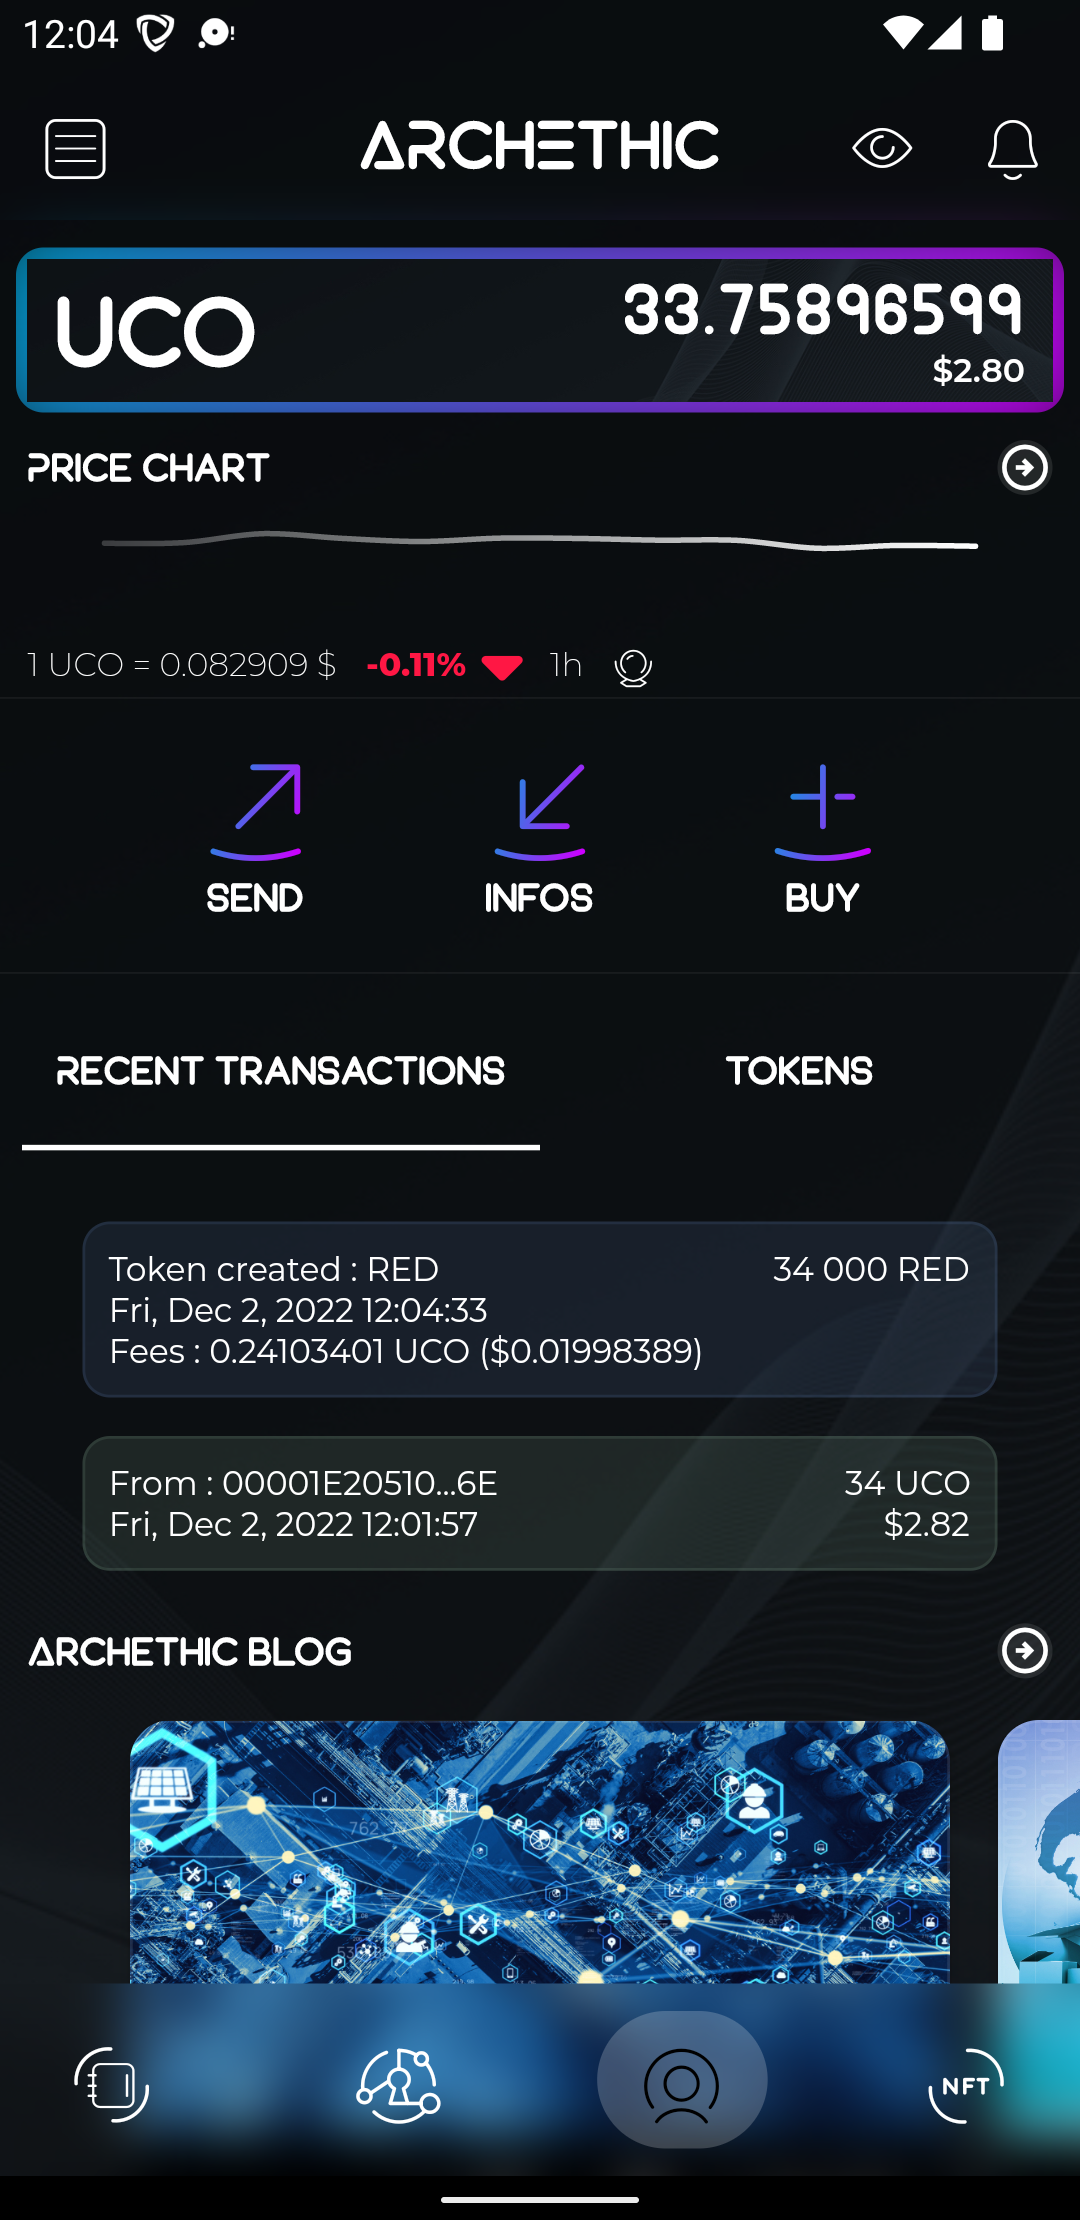 12:04
ARCHETHIC
UCO
33.75896599
$2.80
PRICE CHART
1 UCO = 0.082909 $ -0.11% 1h
SEND INFOS BUY
RECENT TRANSACTIONS TOKENS
Token created : RED 34 000 RED
Fri, Dec 2, 2022 12:04:33
Fees : 0.24103401 UCO ($0.01998389)
From : 00001E20510...6E 34 UCO
Fri, Dec 2, 2022 12:01:57 $2.82
ARCHETHIC BLOG
762
NFT